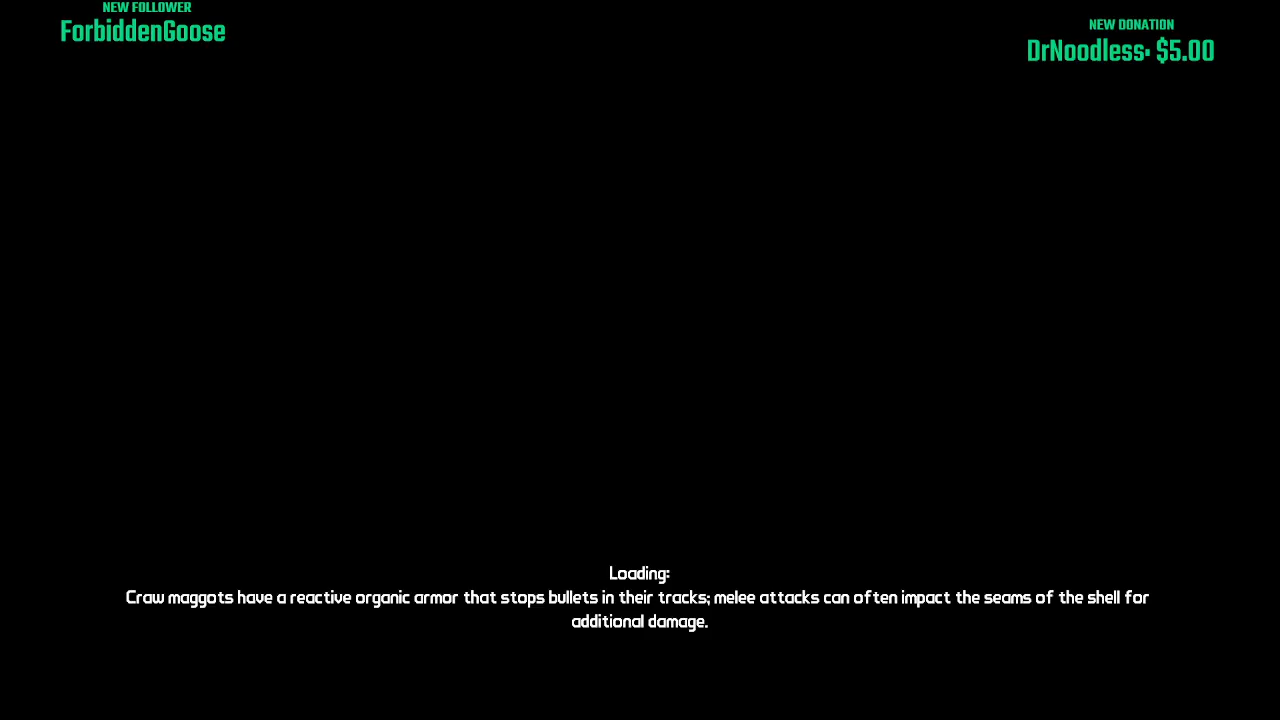 NEW FOLLOWER
ForbiddenGoose
NEW DONATION
DrNoodless: $5.00
Loading:
Craw maggots have a reactive organic armor that stops bullets in their tracks; melee attacks can often impact the seams of the shell for
additional damage.